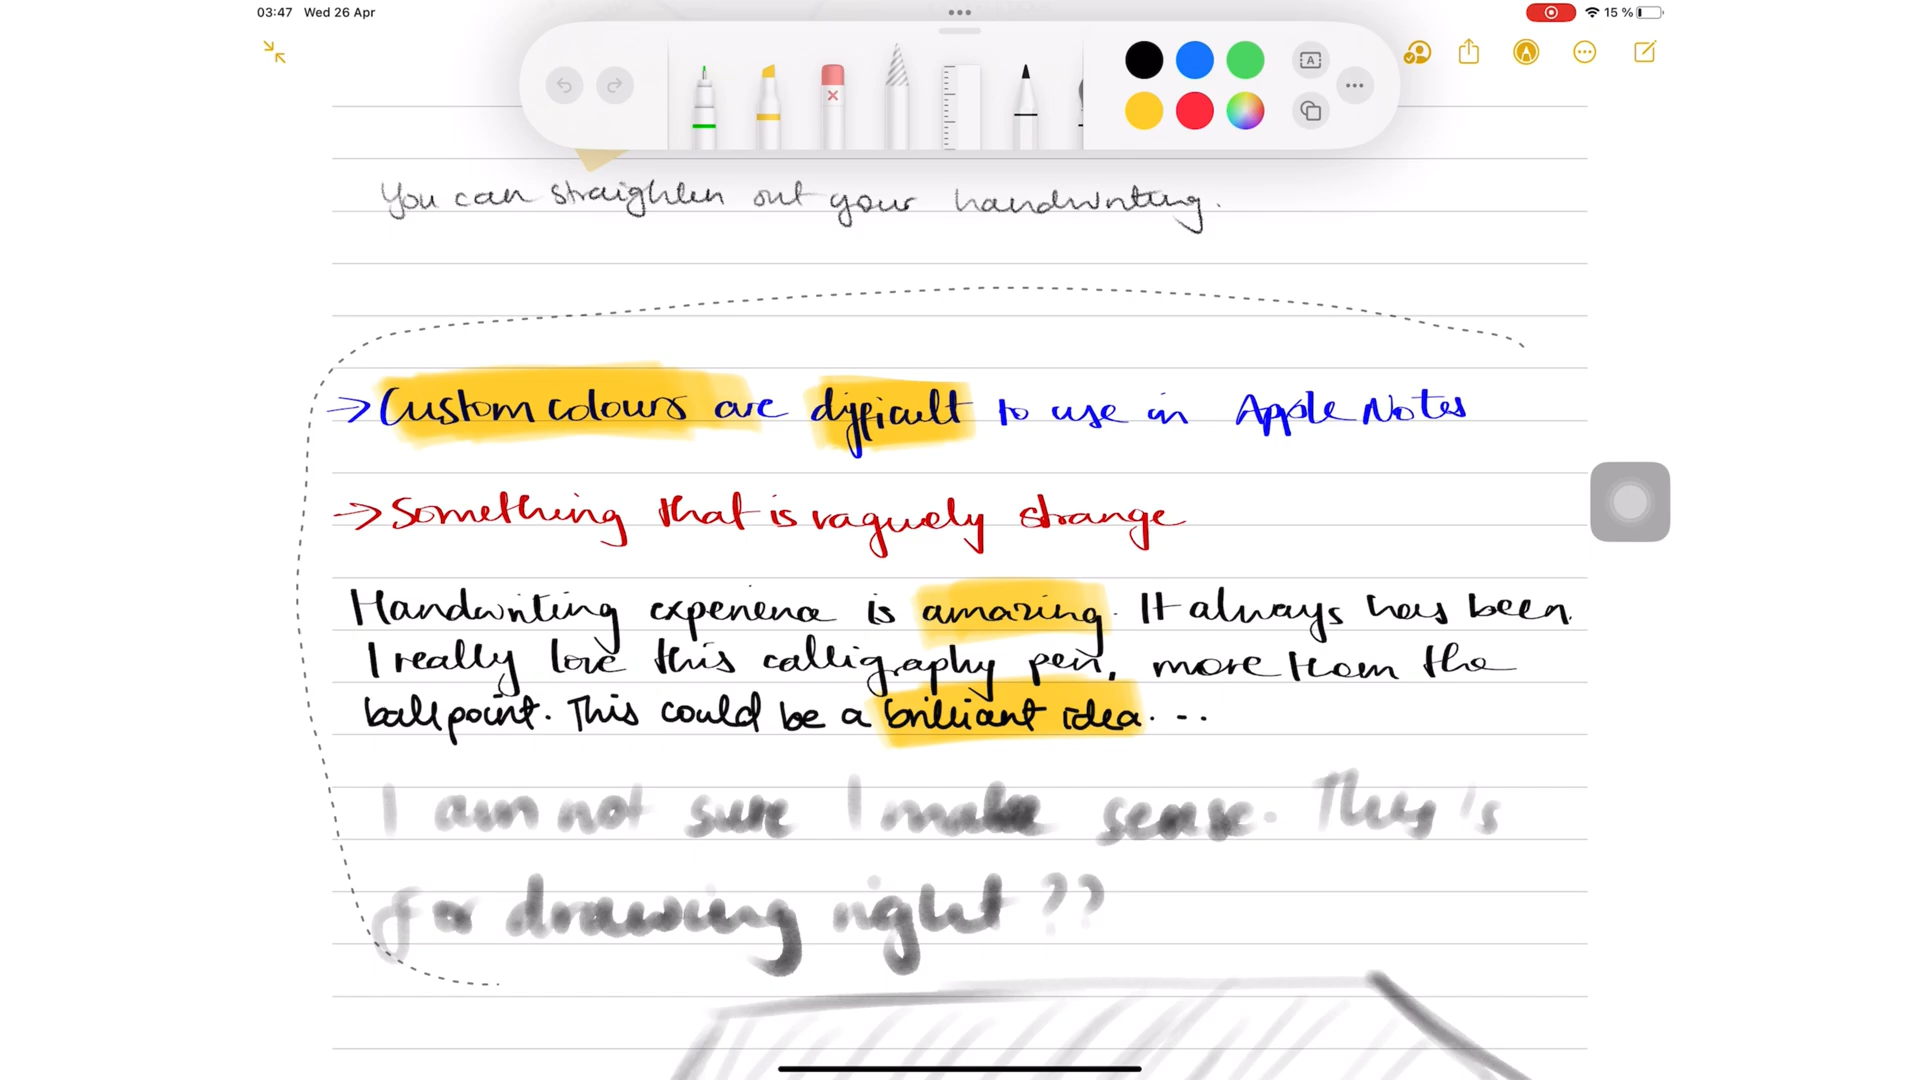 03:47 Wed 26 Apr
15 %
A
You can straighten out your handwriting.
→ Custom colours are difficult to use in Apple Notes
→ Something that is vaguely strange
Handwriting experience is amazing. It always has been.
I really love this calligraphy pen, more than the
ballpoint. This could be a brilliant idea...
I am not sure I make sense. This is
for drawing right??